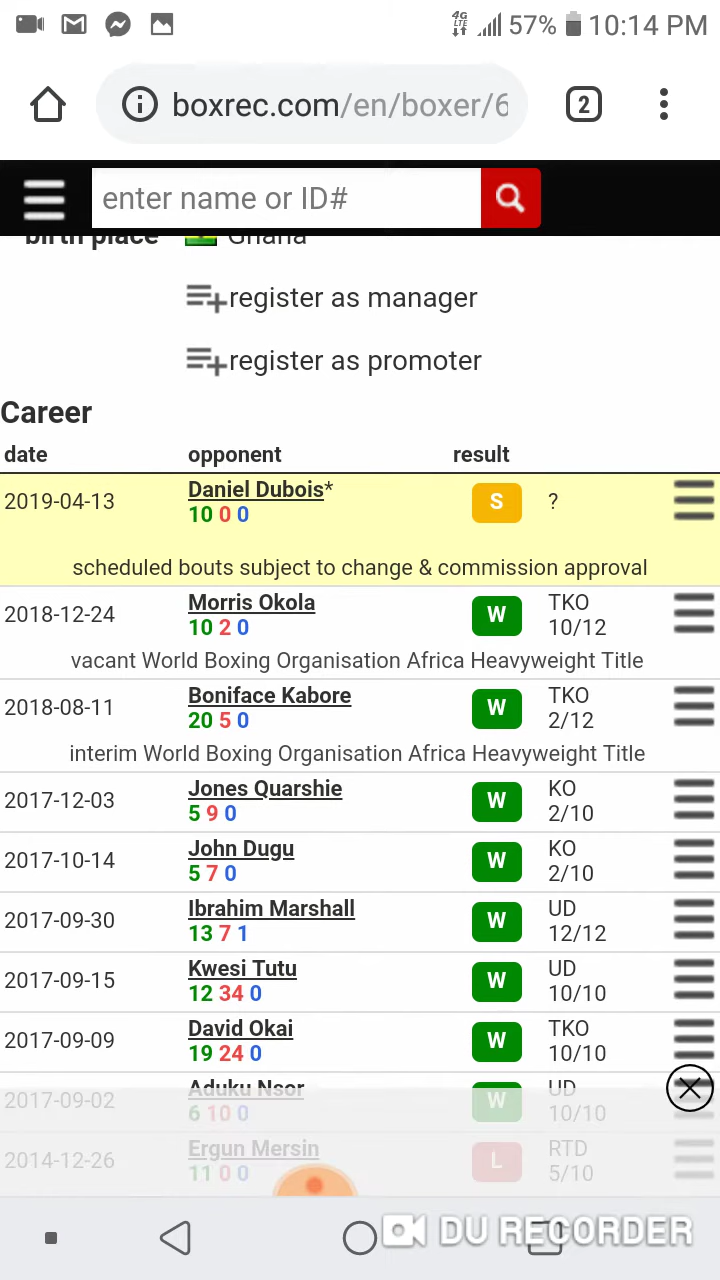 4G
LTE
57%
10:14 PM
boxrec.com/en/boxer/6
2
enter name or ID#
birth place Ghana
register as manager
register as promoter
Career
date opponent result
2019-04-13 Daniel Dubois* S ?
10 0 0
scheduled bouts subject to change & commission approval
2018-12-24 Morris Okola W TKO
10 2 0 10/12
vacant World Boxing Organisation Africa Heavyweight Title
2018-08-11 Boniface Kabore W TKO
20 5 0 2/12
interim World Boxing Organisation Africa Heavyweight Title
2017-12-03 Jones Quarshie W KO
5 9 0 2/10
2017-10-14 John Dugu W KO
5 7 0 2/10
2017-09-30 Ibrahim Marshall W UD
13 7 1 12/12
2017-09-15 Kwesi Tutu W UD
12 34 0 10/10
2017-09-09 David Okai W TKO
19 24 0 10/10
2017-09-02 Aduku Nsor W UD
6 10 0 10/10
2014-12-26 Ergun Mersin L RTD
11 0 0 5/10
DU RECORDER